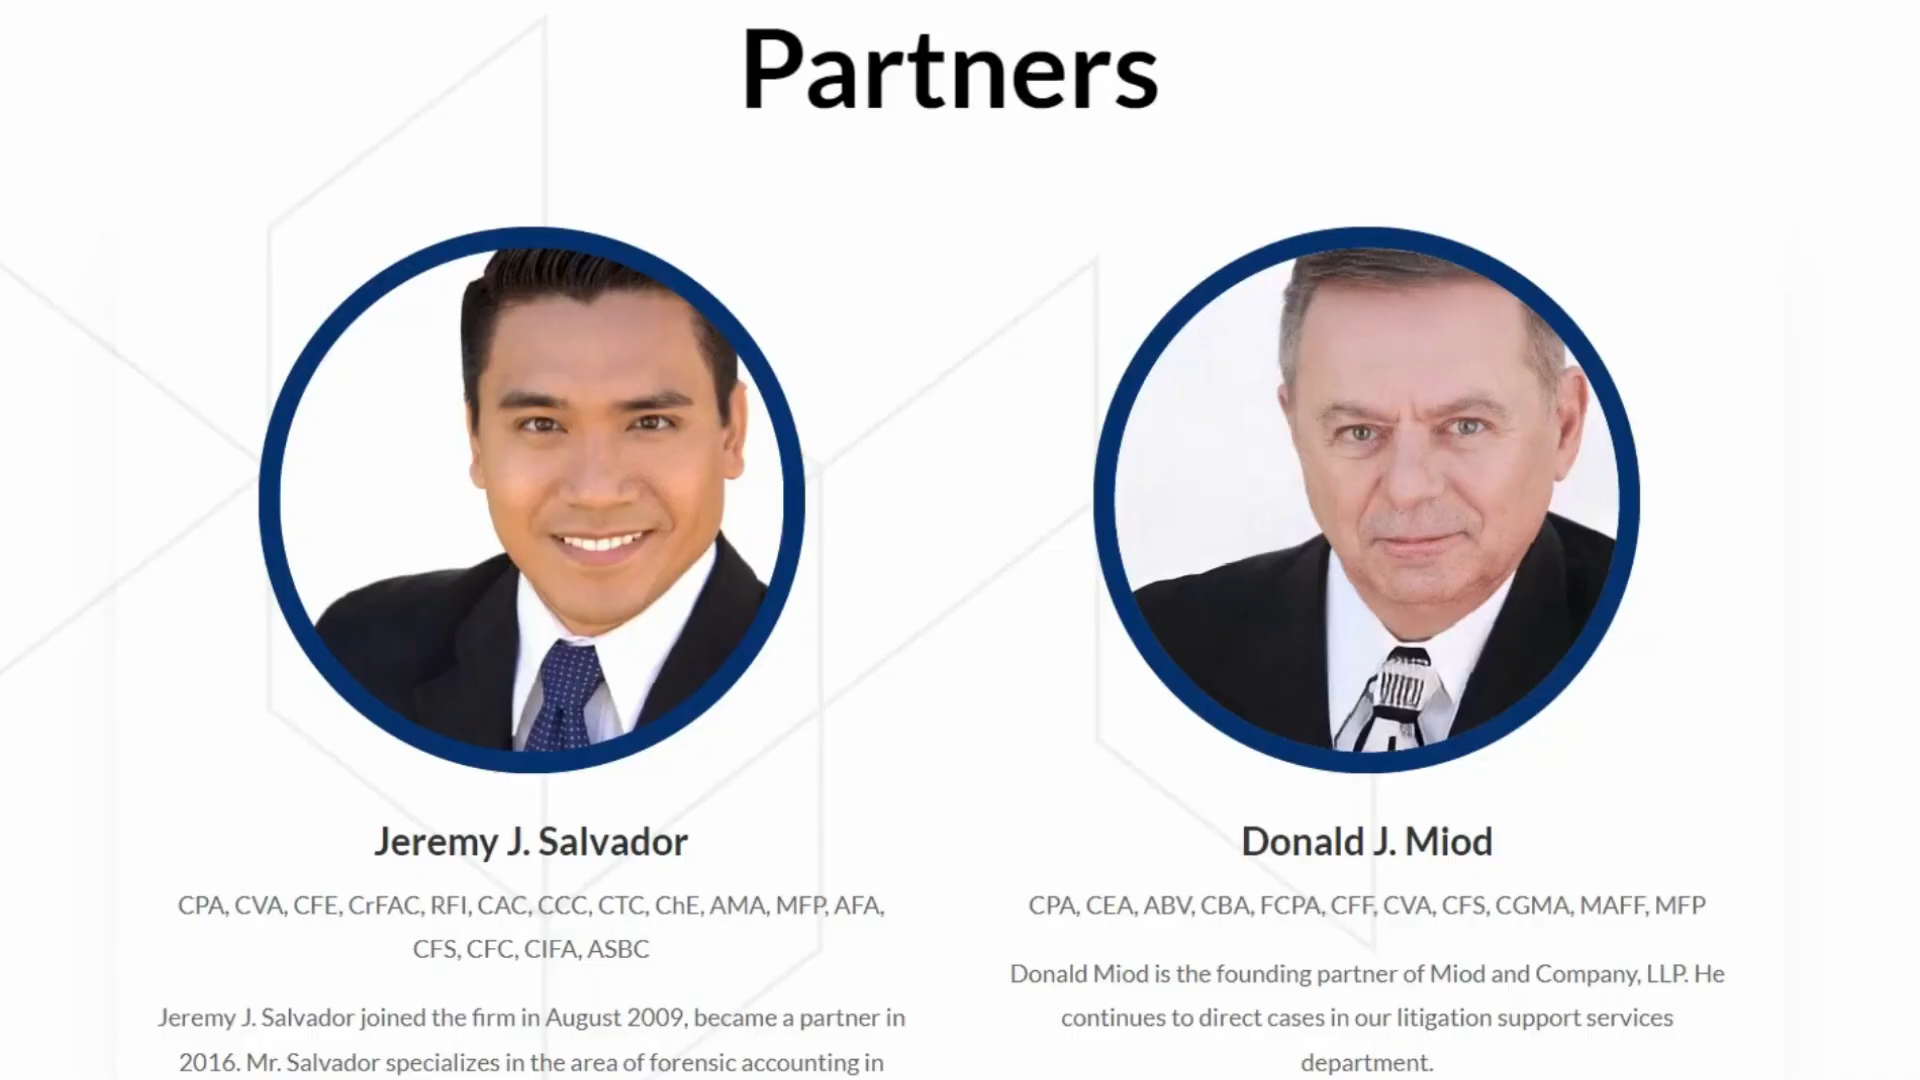 Partners
Jeremy J. Salvador
CPA, CVA, CFE, CrFAC, RFI, CAC, CCC, CTC, ChE, AMA, MFP, AFA,
CFS, CFC, CIFA, ASBC
Jeremy J. Salvador joined the firm in August 2009, became a partner in
2016. Mr. Salvador specializes in the area of forensic accounting in
Donald J. Miod
CPA, CEA, ABV, CBA, FCPA, CFF, CVA, CFS, CGMA, MAFF, MFP
Donald Miod is the founding partner of Miod and Company, LLP. He
continues to direct cases in our litigation support services
department.